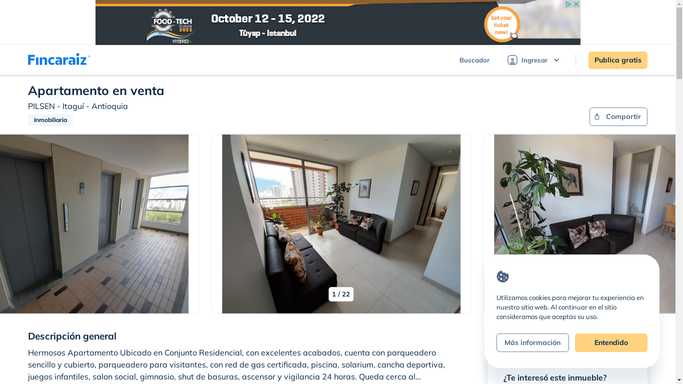 FOOD-TECH
October 12 - 15, 2022
Tüyap - Istanbul
Get your
ticket
now!
Fincaraiz
Buscador
Ingresar
Publica gratis
Apartamento en venta
PILSEN - Itaguí - Antioquia
Inmobiliaria
Compartir
1 / 22
Utilizamos cookies para mejorar tu experiencia en
nuestro sitio web. Al continuar en el sitio
consideramos que aceptas su uso.
Más información
Entendido
Descripción general
Hermosos Apartamento Ubicado en Conjunto Residencial, con excelentes acabados, cuenta con parqueadero
sencillo y cubierto, parqueadero para visitantes, con red de gas certificada, piscina, solarium, cancha deportiva,
juegos infantiles, salon social, gimnasio, shut de basuras, ascensor y vigilancia 24 horas. Queda cerca al...
¿Te interesó este inmueble?